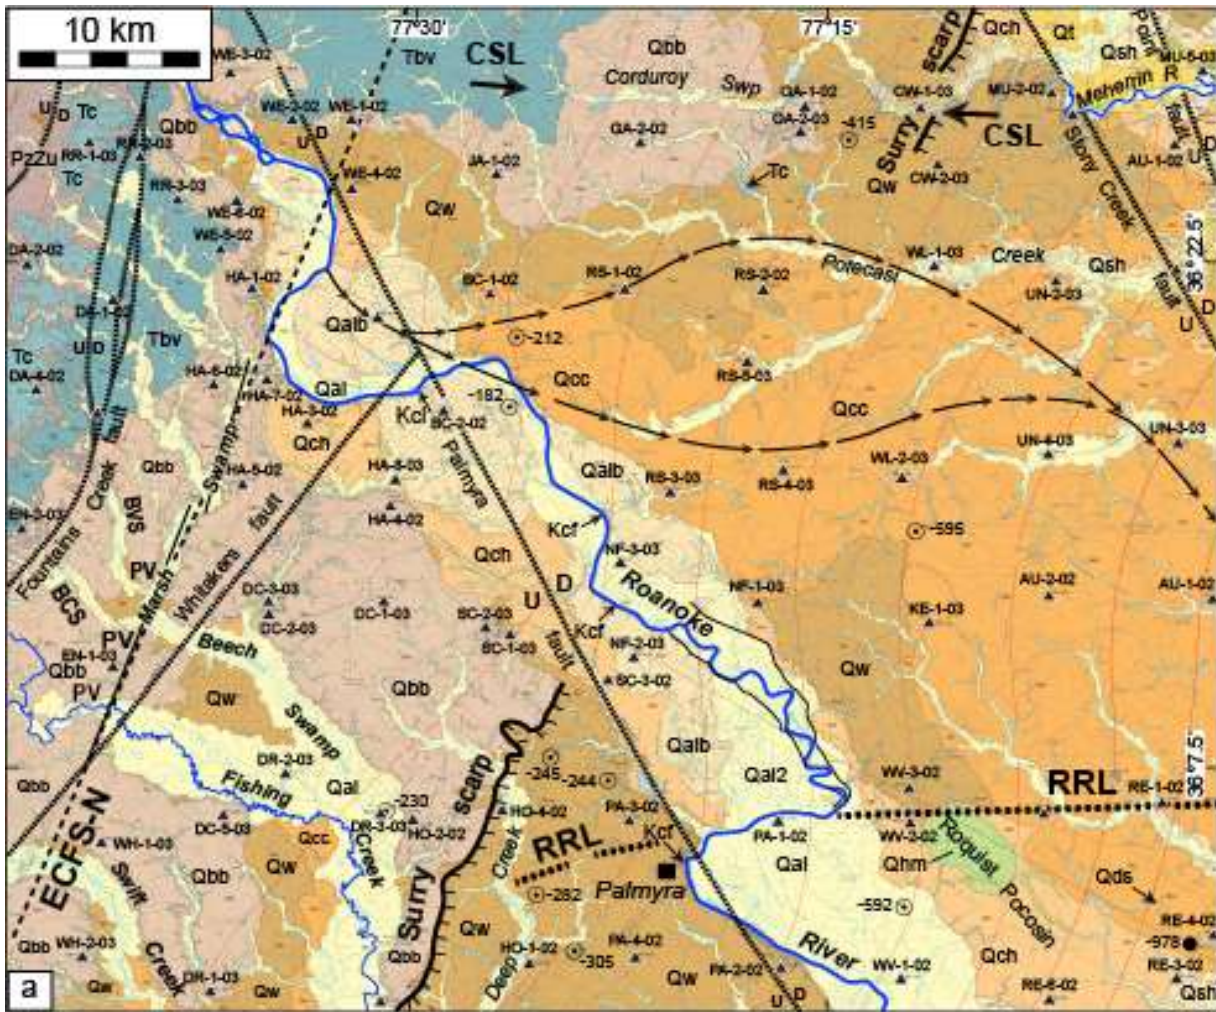 10 km
77°30'
77°15'
Qch
Qt
Qsh
Point
MU-5-03
WE-3-02
Tbv
CSL
Qbb
Corduroy
Swp
scarp
GA-1-02
CW-1-03
MU-2-02
Meherrin R
Tc
U D
Qbb
WE-2-02
WE-1-02
U D
GA-2-02
GA-2-03
-415
Surry
CSL
Stony Creek
fault
U D
AU-1-02
PzZu
RR-1-03
RR-2-03
Tc
RR-3-03
WE-4-02
JA-1-02
Tc
Qw
CW-2-03
WE-6-02
Qw
WE-5-02
DA-2-02
HA-1-02
BC-1-02
RS-1-02
RS-2-02
Potecasi
WL-1-03
Creek
Qsh
UN-2-03
fault
U D
36°22.5'
DA-1-02
Qalb
-212
U D
Tbv
Tc
DA-4-02
HA-6-02
HA-7-02
Qal
HA-3-02
Qch
Kcf
-182
BC-2-02
Qcc
RS-5-03
Qcc
Creek fault
Qbb
HA-5-02
Swamp
HA-8-03
Palmyra
Qalb
RS-3-03
RS-4-03
WL-2-03
UN-4-03
UN-3-03
EN-3-03
BVS
HA-4-02
Kcf
-595
Fountains
PV
Marsh
Whitakers
fault
Qch
U D
NF-3-03
Roanoke
NF-1-03
AU-2-02
AU-1-02
BCS
DC-3-03
DC-2-03
DC-1-03
SC-2-03
SC-1-03
Kcf
NF-2-03
KE-1-03
PV
EN-1-03
Qbb
PV
Beech
Qbb
fault
SC-3-02
Qw
Qw
Swamp
Qalb
Qal2
36°7.5'
Qbb
DR-2-03
Fishing
Qal
scarp
-245
-244
WV-3-02
RRL
RE-1-02
ECFS-N
DC-5-03
DR-3-03
-230
HO-2-02
HO-4-02
PA-3-02
Kcf
PA-1-02
WV-2-02
WH-1-03
Qcc
Creek
Creek
RRL
Qal
Qhm
Roquist
Swift
Qbb
Qw
Surry
Palmyra
Qds
-282
-592
Pocosin
RE-4-02
Qbb
WH-2-03
Creek
Qbb
Qw
HO-1-02
-305
PA-4-02
River
Qch
-978
Qw
DR-1-03
Qw
Deep
Qw
PA-2-02
U D
WV-1-02
RE-6-02
RE-3-02
Qsh
a